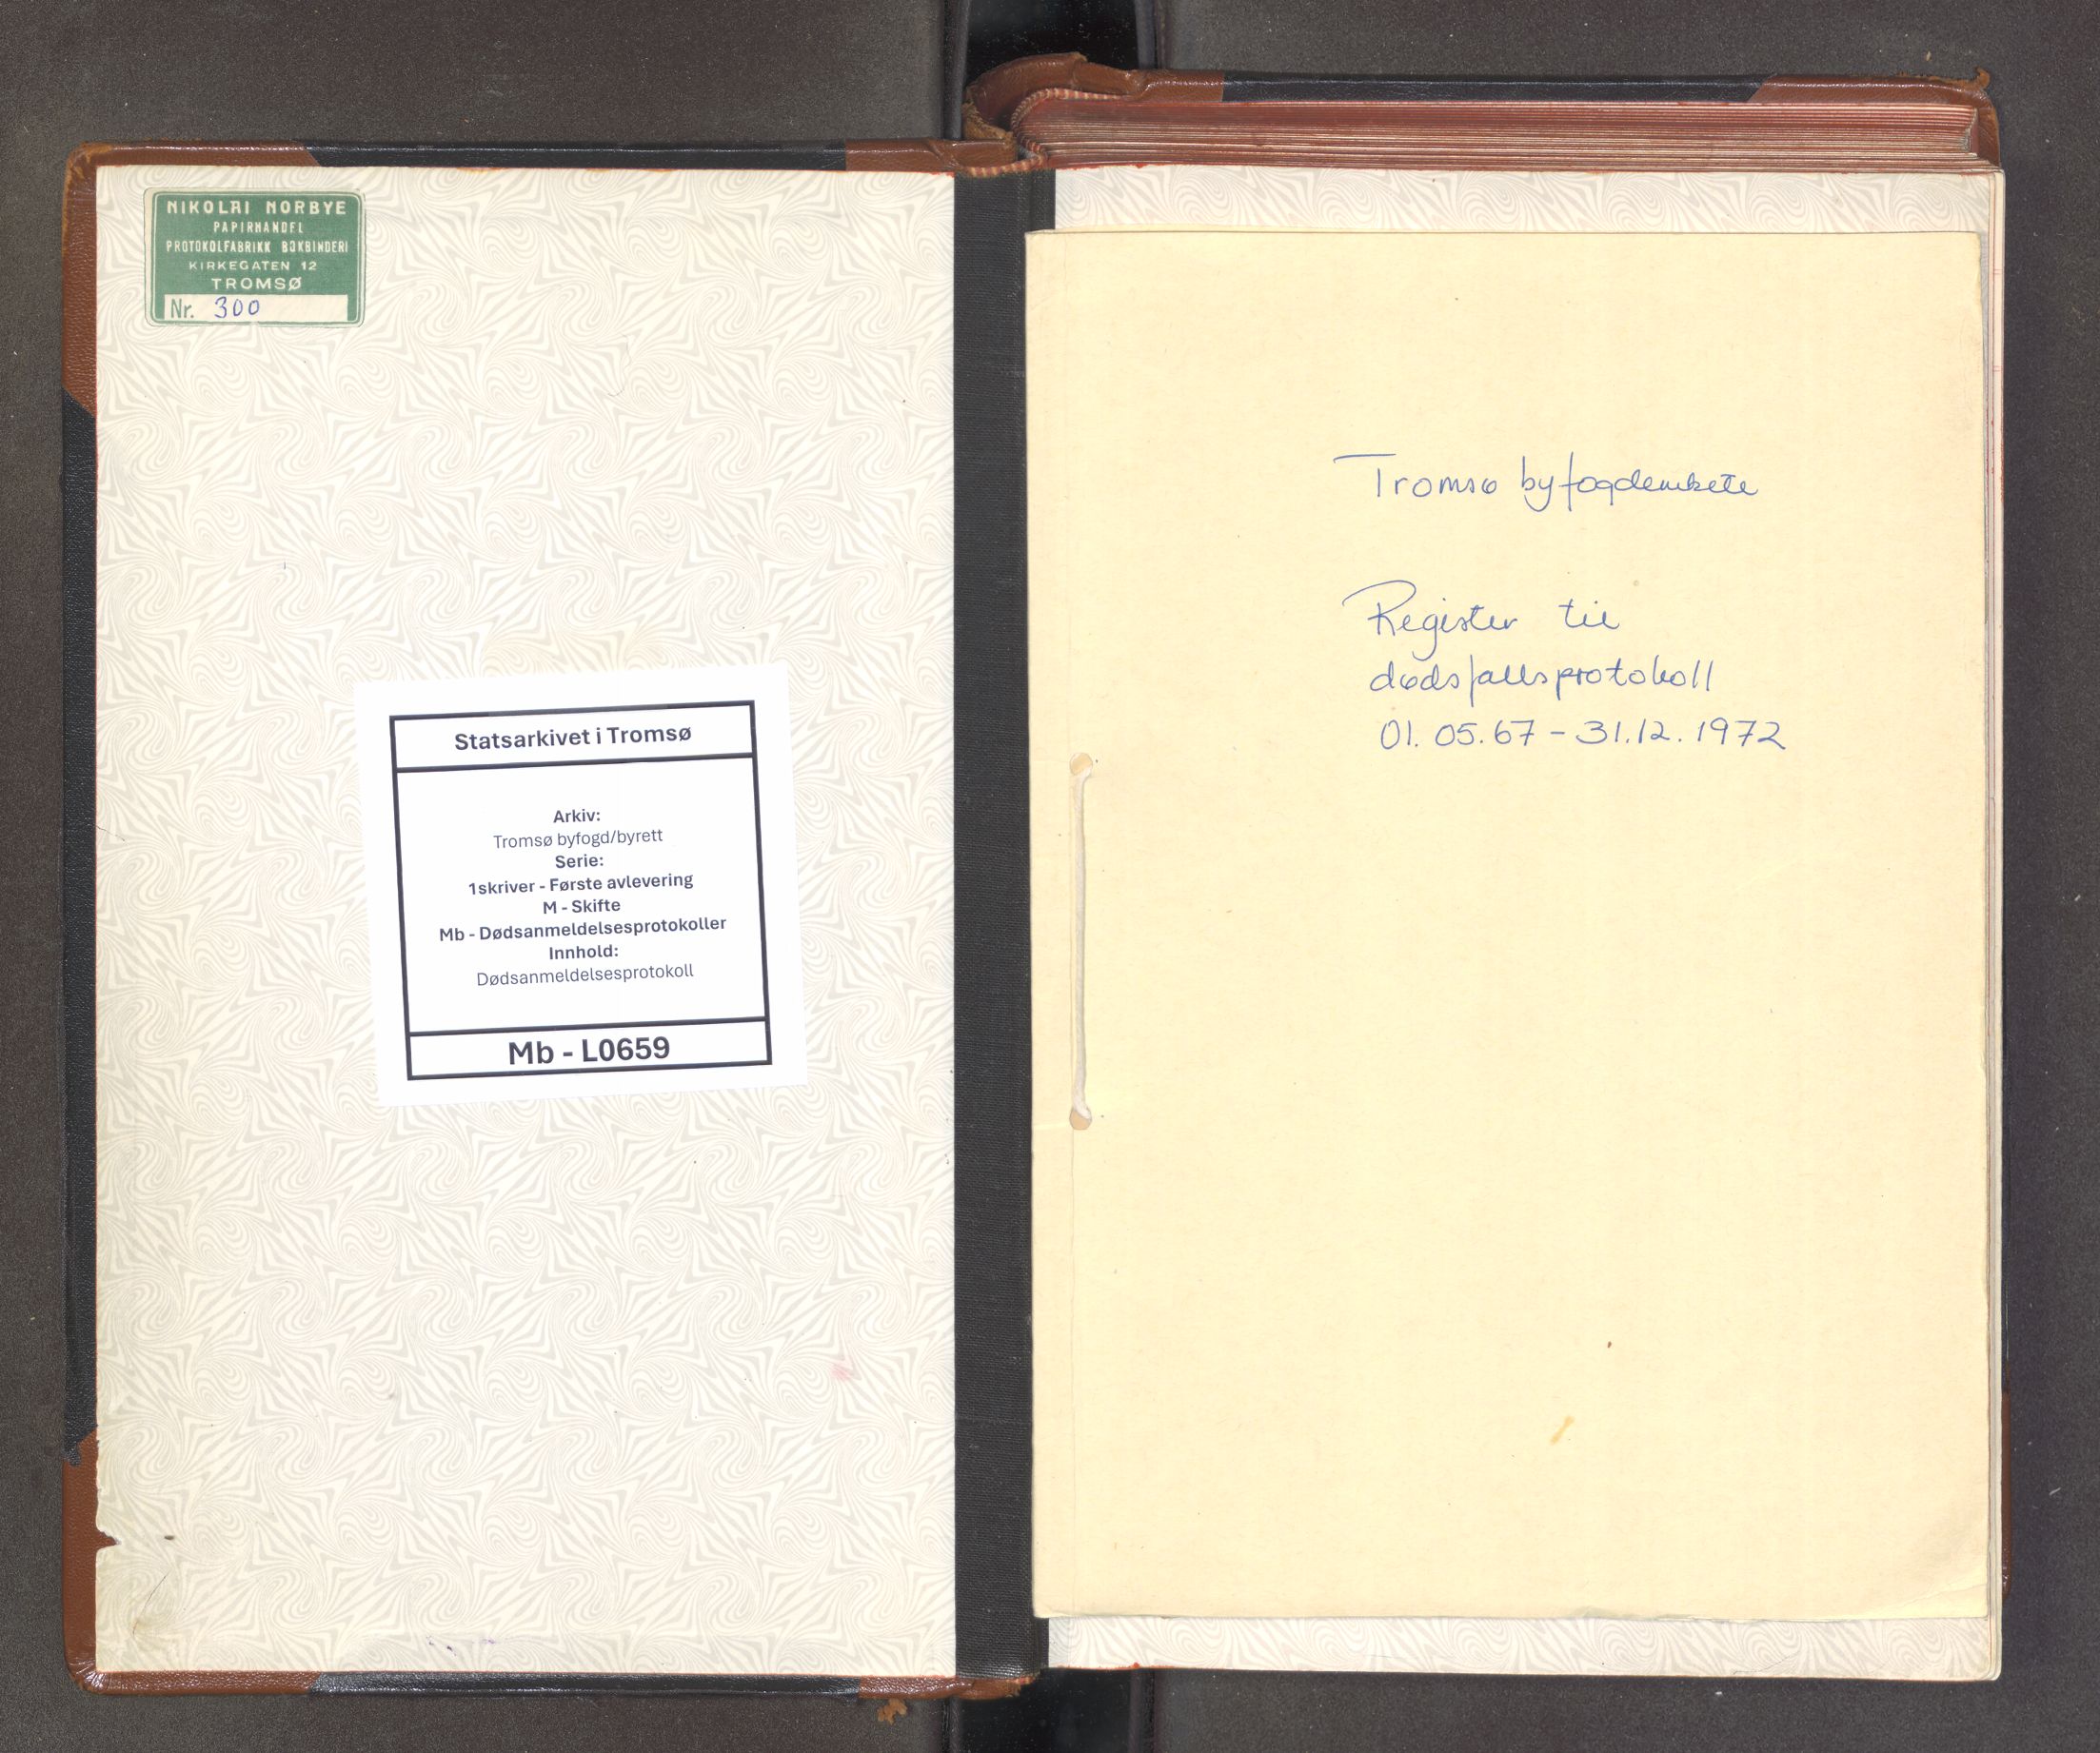 NIKOLAI NORBYE
PAPIRHANDEL
PROTOKOLFABRIKK BOKBINDERI
KIRKEGATEN 12
TROMSØ
Nr. 300
Statsarkivet i Tromsø
Arkiv:
Tromsø byfogd/byrett
Serie:
1skriver - Første avlevering
M - Skifte
Mb - Dødsanmeldelsesprotokoller
Innhold:
Dødsanmeldelsesprotokoll
Mb - L0659
Tromsø byfogdembete
Register til
dødsfallsprotokoll
01. 05. 67 - 31.12. 1972